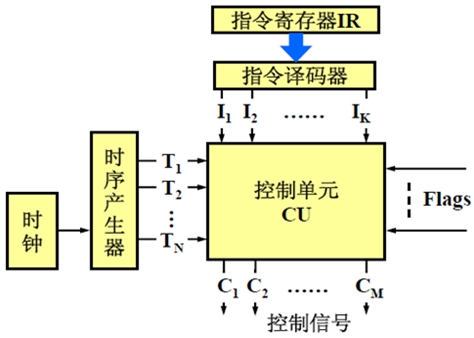 指令寄存器IR
指令译码器
I1 I2 …… IK
时钟
时序产生器
T1
T2
⋮
TN
控制单元
CU
Flags
C1 C2 …… CM
控制信号